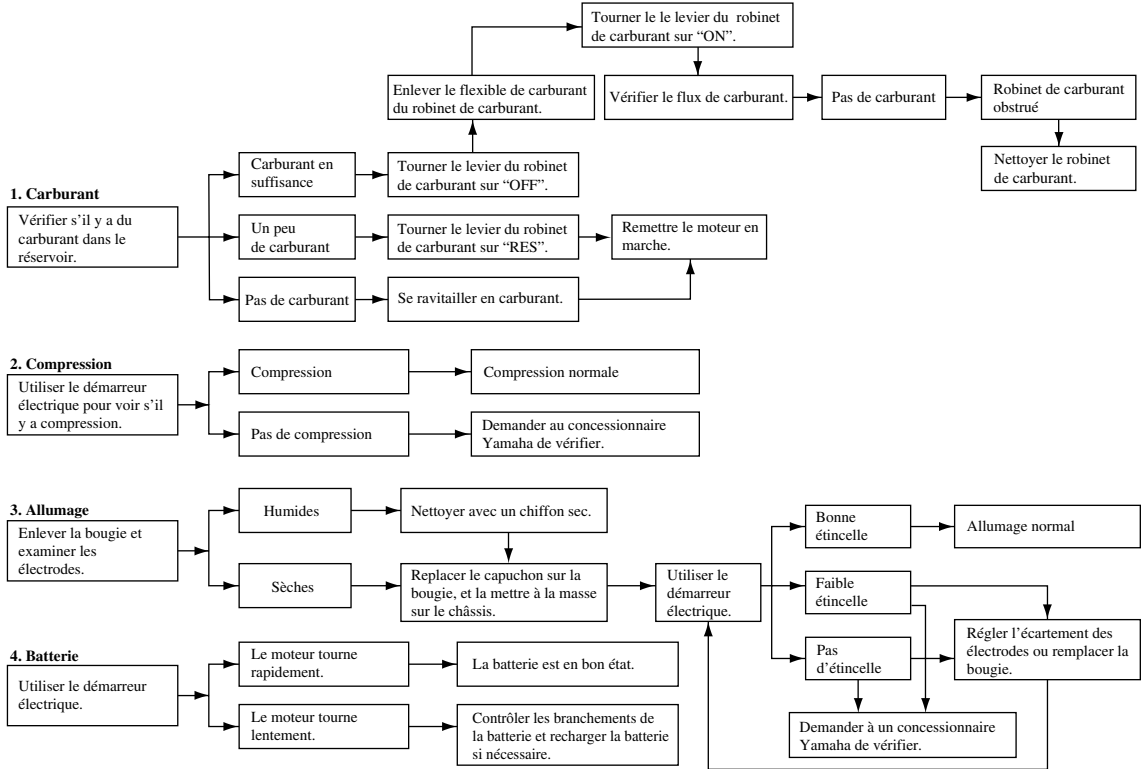 Tourner le le levier du robinet
de carburant sur “ON”.
Enlever le flexible de carburant
du robinet de carburant.
Vérifier le flux de carburant.
Pas de carburant
Robinet de carburant
obstrué
Nettoyer le robinet
de carburant.
Carburant en
suffisance
Tourner le levier du robinet
de carburant sur “OFF”.
1. Carburant
Vérifier s’il y a du
carburant dans le
réservoir.
Un peu
de carburant
Tourner le levier du robinet
de carburant sur “RES”.
Remettre le moteur en
marche.
Pas de carburant
Se ravitailler en carburant.
2. Compression
Utiliser le démarreur
électrique pour voir s’il
y a compression.
Compression
Compression normale
Pas de compression
Demander au concessionnaire
Yamaha de vérifier.
3. Allumage
Enlever la bougie et
examiner les
électrodes.
Humides
Nettoyer avec un chiffon sec.
Sèches
Replacer le capuchon sur la
bougie, et la mettre à la masse
sur le châssis.
Utiliser le
démarreur
électrique.
Bonne
étincelle
Allumage normal
Faible
étincelle
Pas
d’étincelle
Régler l’écartement des
électrodes ou remplacer la
bougie.
Demander à un concessionnaire
Yamaha de vérifier.
4. Batterie
Utiliser le démarreur
électrique.
Le moteur tourne
rapidement.
La batterie est en bon état.
Le moteur tourne
lentement.
Contrôler les branchements de
la batterie et recharger la batterie
si nécessaire.